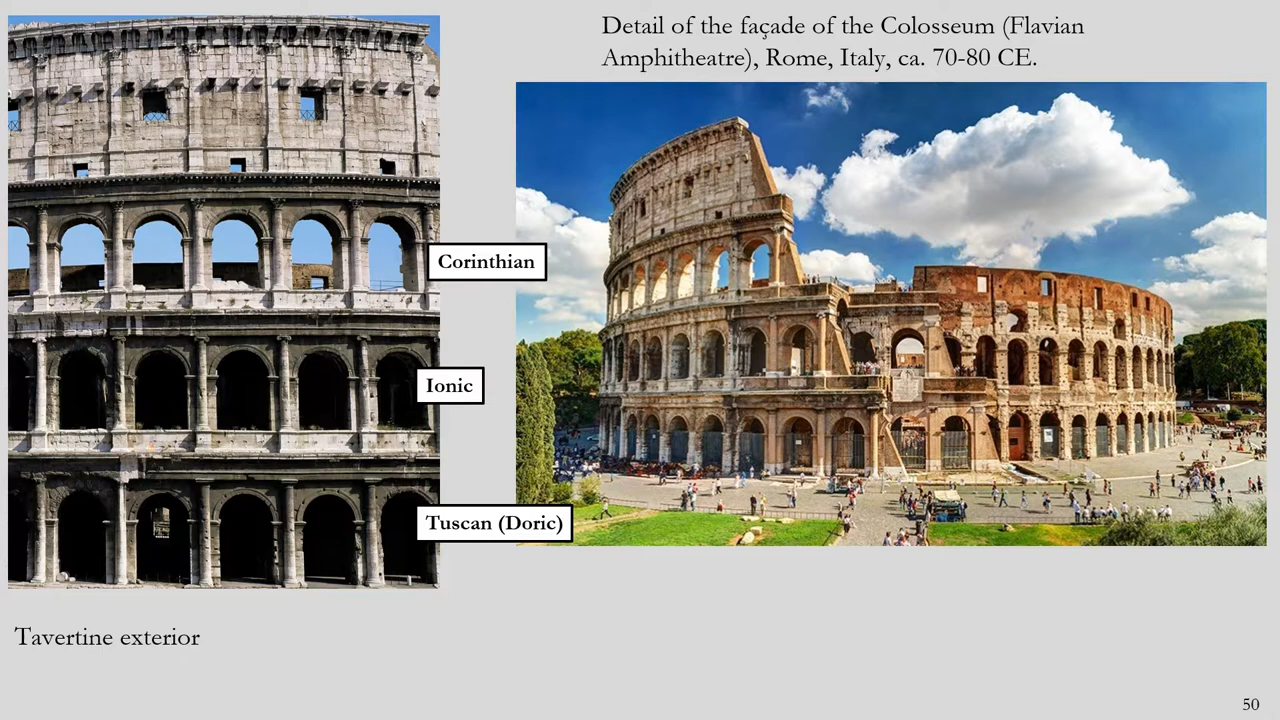 Detail of the façade of the Colosseum (Flavian
Amphitheatre), Rome, Italy, ca. 70-80 CE.
Corinthian
Ionic
Tuscan (Doric)
Tavertine exterior
50